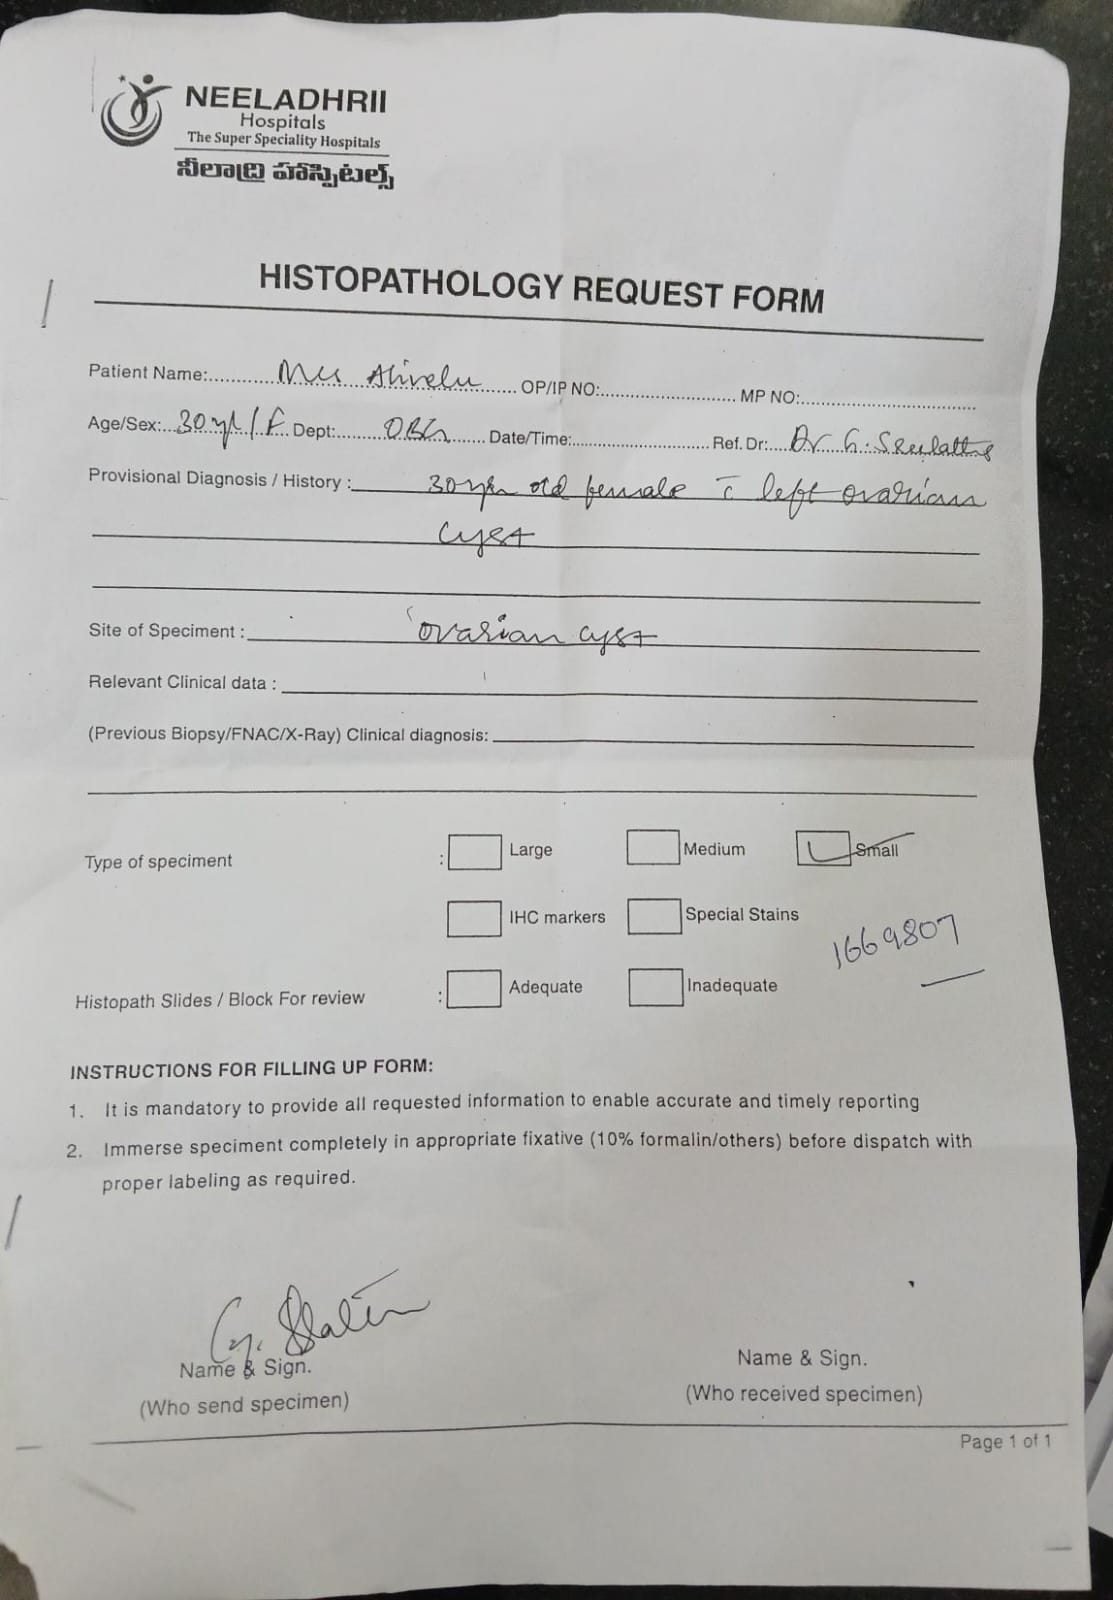 NEELADHRII
Hospitals
The Super Speciality Hospitals
నీలాద్రి హాస్పిటల్స్
HISTOPATHOLOGY REQUEST FORM
Patient Name:............Mrs Alivelu......OP/IP NO:........................... MP NO:...................................
Age/Sex:...30 yr / F...Dept:........OBG........ Date/Time:........................... Ref. Dr: Dr. G.
Provisional Diagnosis / History : 30 yr old female c̄ left ovarian
cyst
Site of Speciment : ovarian cyst
Relevant Clinical data :
(Previous Biopsy/FNAC/X-Ray) Clinical diagnosis:
Type of speciment : Large Medium Small
IHC markers Special Stains
1669807
Histopath Slides / Block For review : Adequate Inadequate
INSTRUCTIONS FOR FILLING UP FORM:
1. It is mandatory to provide all requested information to enable accurate and timely reporting
2. Immerse speciment completely in appropriate fixative (10% formalin/others) before dispatch with
proper labeling as required.
Name & Sign.
(Who send specimen)
Name & Sign.
(Who received specimen)
Page 1 of 1